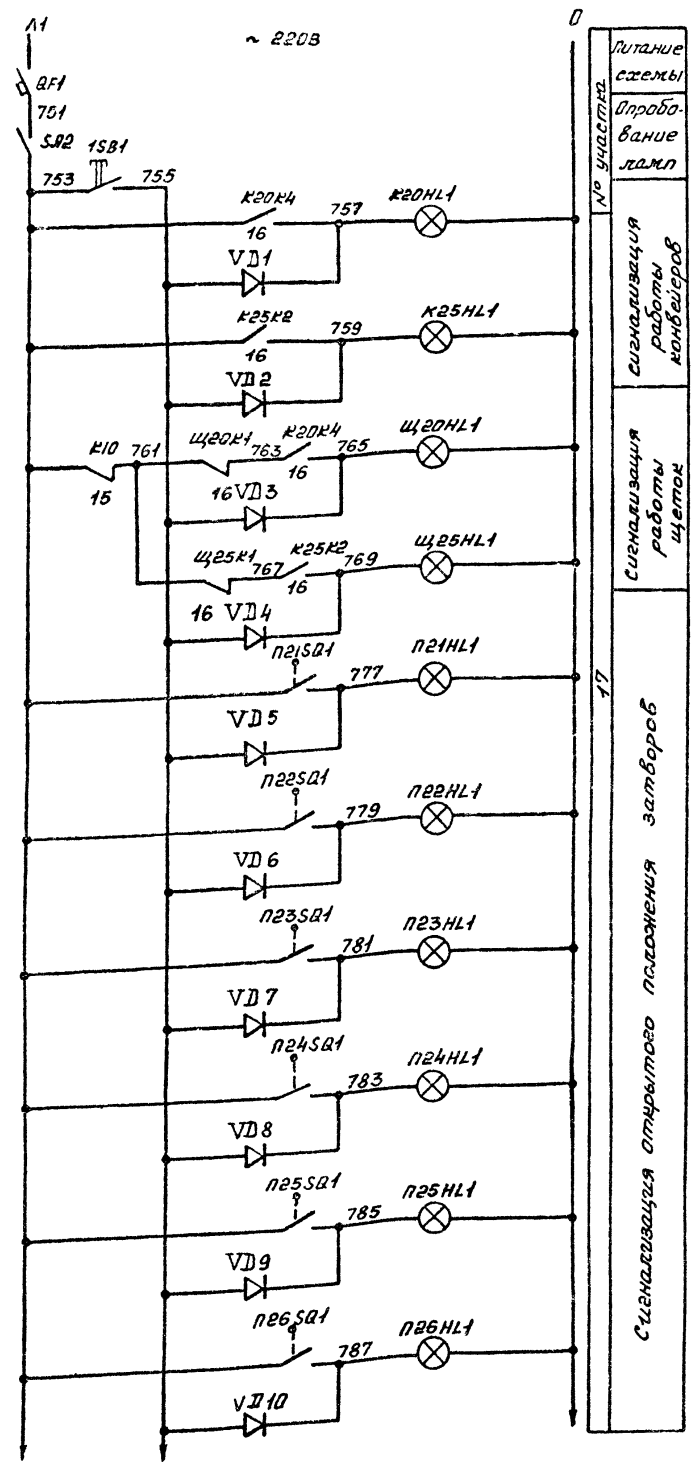 Л1
~ 220В
0
QF1
751
SA2
1SB1
753
755
К20К4
16
757
К20HL1
VD1
К25К2
16
759
К25HL1
VD2
К10
15
761
Щ20К1
16
763
К20К4
16
765
Щ20HL1
VD3
Щ25К1
16
767
К25К2
16
769
Щ25HL1
VD4
П21SQ1
777
П21HL1
VD5
П22SQ1
779
П22HL1
VD6
П23SQ1
781
П23HL1
VD7
П24SQ1
783
П24HL1
VD8
П25SQ1
785
П25HL1
VD9
П26SQ1
787
П26HL1
VD10
№ участка
17
Питание
схемы
Опробо-
вание
ламп
Сигнализация
работы
конвейеров
Сигнализация
работы
щеток
Сигнализация открытого положения затворов